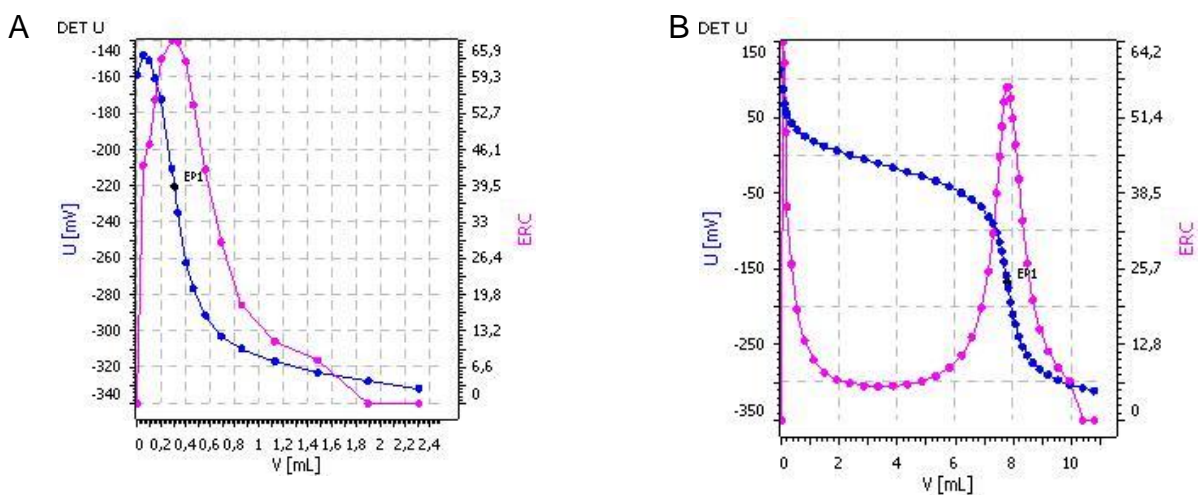 A
DET U
-140
-160
-180
-200
-220
-240
-260
-280
-300
-320
-340
U [mV]
65,9
59,3
52,7
46,1
39,5
33
26,4
19,8
13,2
6,6
0
ERC
EP1
0 0,2 0,4 0,6 0,8 1 1,2 1,4 1,6 1,8 2 2,2 2,4
V [mL]
B
DET U
150
50
-50
-150
-250
-350
U [mV]
64,2
51,4
38,5
25,7
12,8
0
ERC
EP1
0 2 4 6 8 10
V [mL]